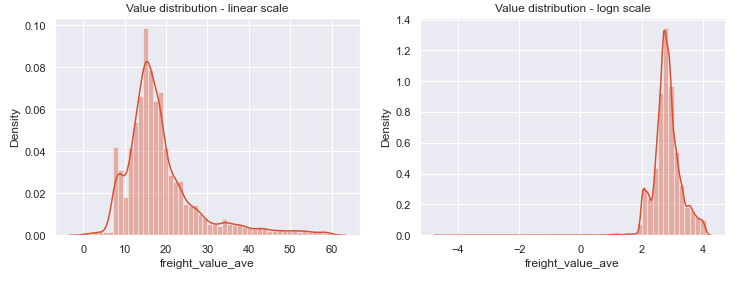 Value distribution - linear scale
0.10
0.08
0.06
0.04
0.02
0.00
Density
0 10 20 30 40 50 60
freight_value_ave
Value distribution - logn scale
1.4
1.2
1.0
0.8
0.6
0.4
0.2
0.0
Density
−4 −2 0 2 4
freight_value_ave